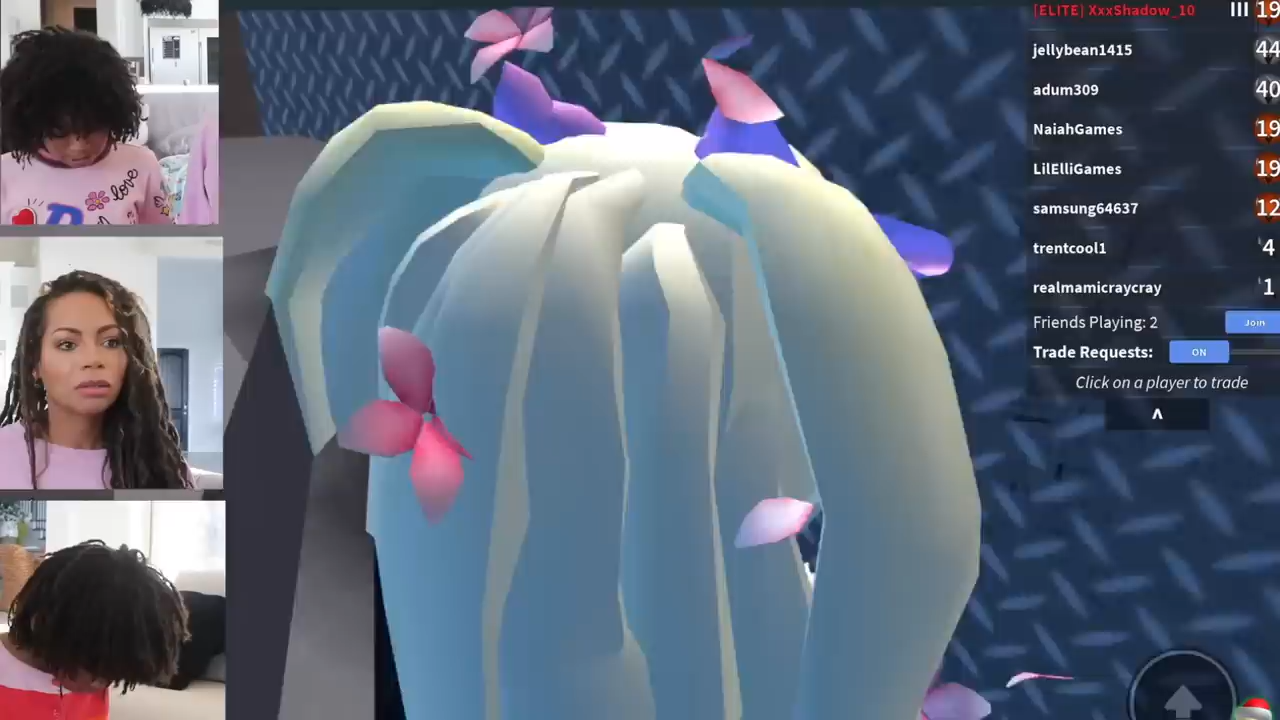 [ELITE] XxxShadow_10 III 19
jellybean1415 44
adum309 40
NaiahGames 19
LilElliGames 19
samsung64637 12
trentcool1 4
realmamicraycray 1
Friends Playing: 2 Join
Trade Requests: ON
Click on a player to trade
love